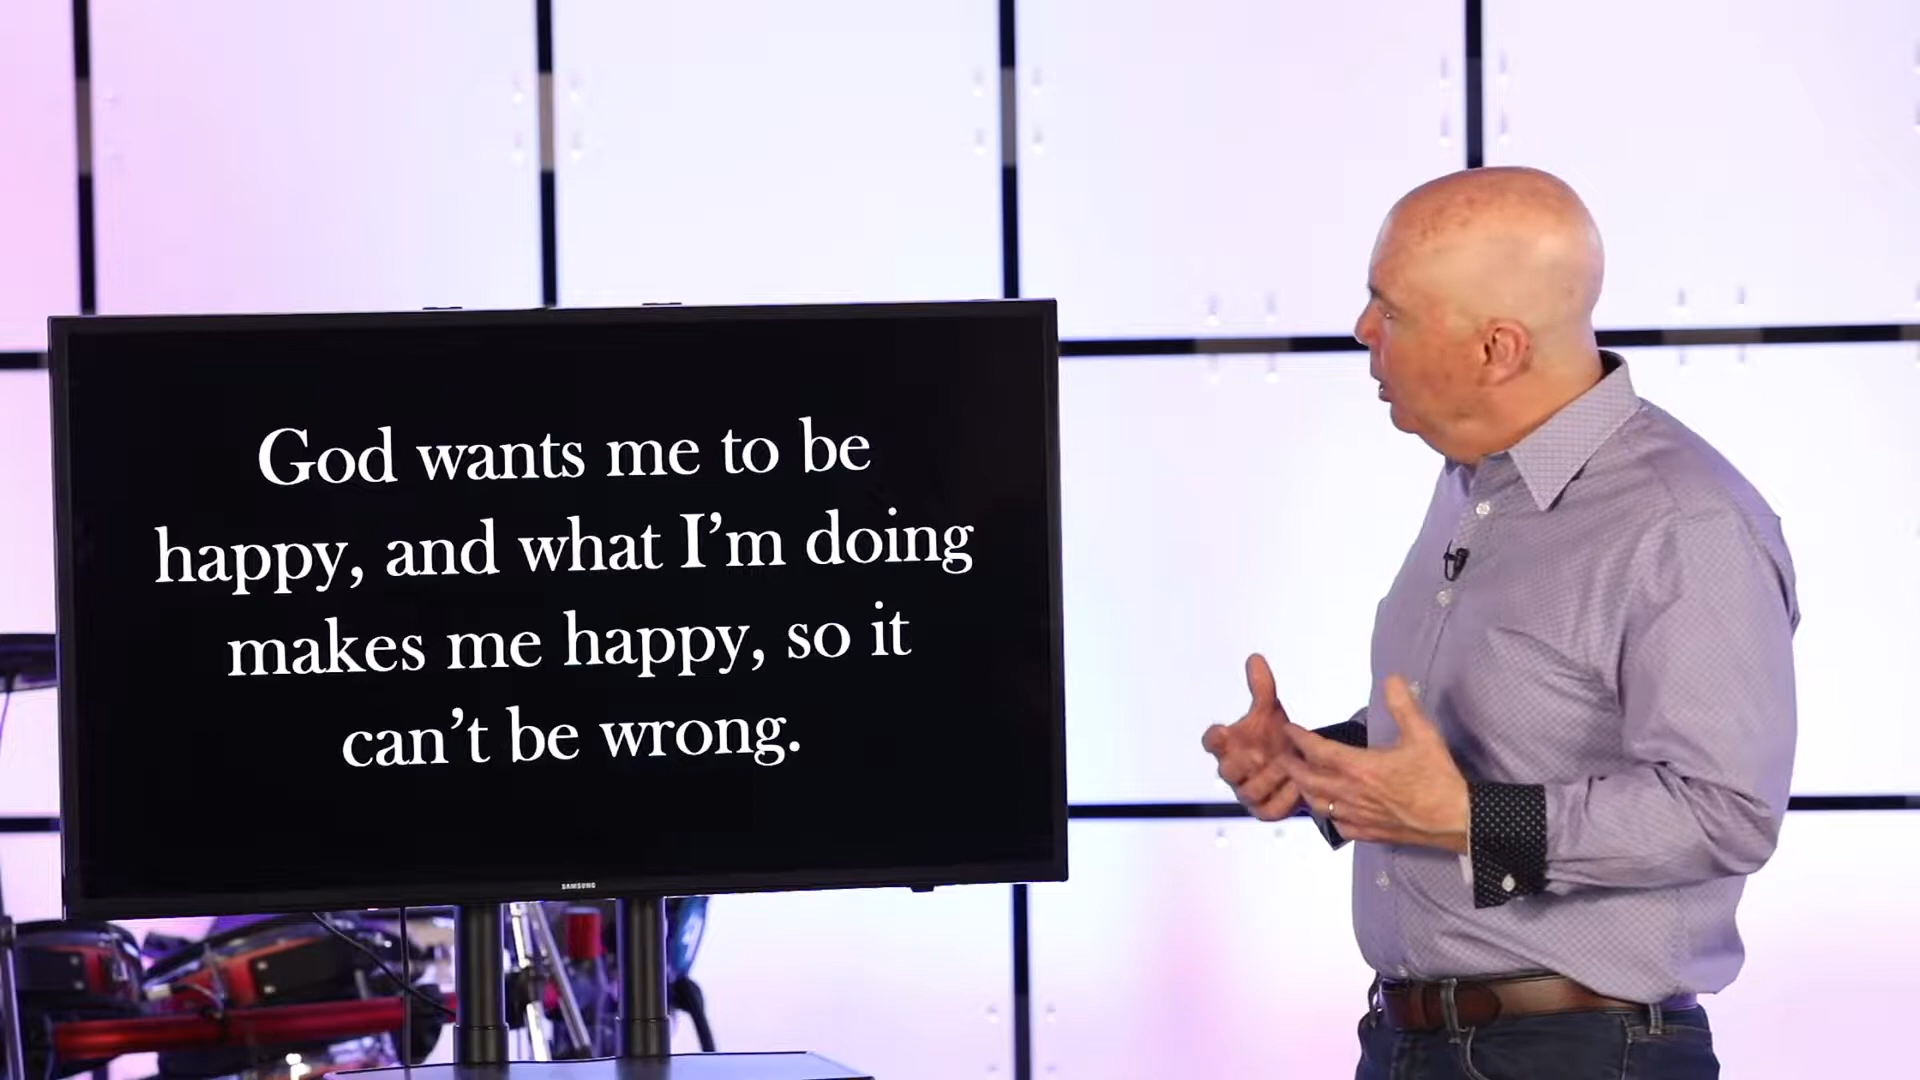 God wants me to be
happy, and what I'm doing
makes me happy, so it
can't be wrong.
SAMSUNG